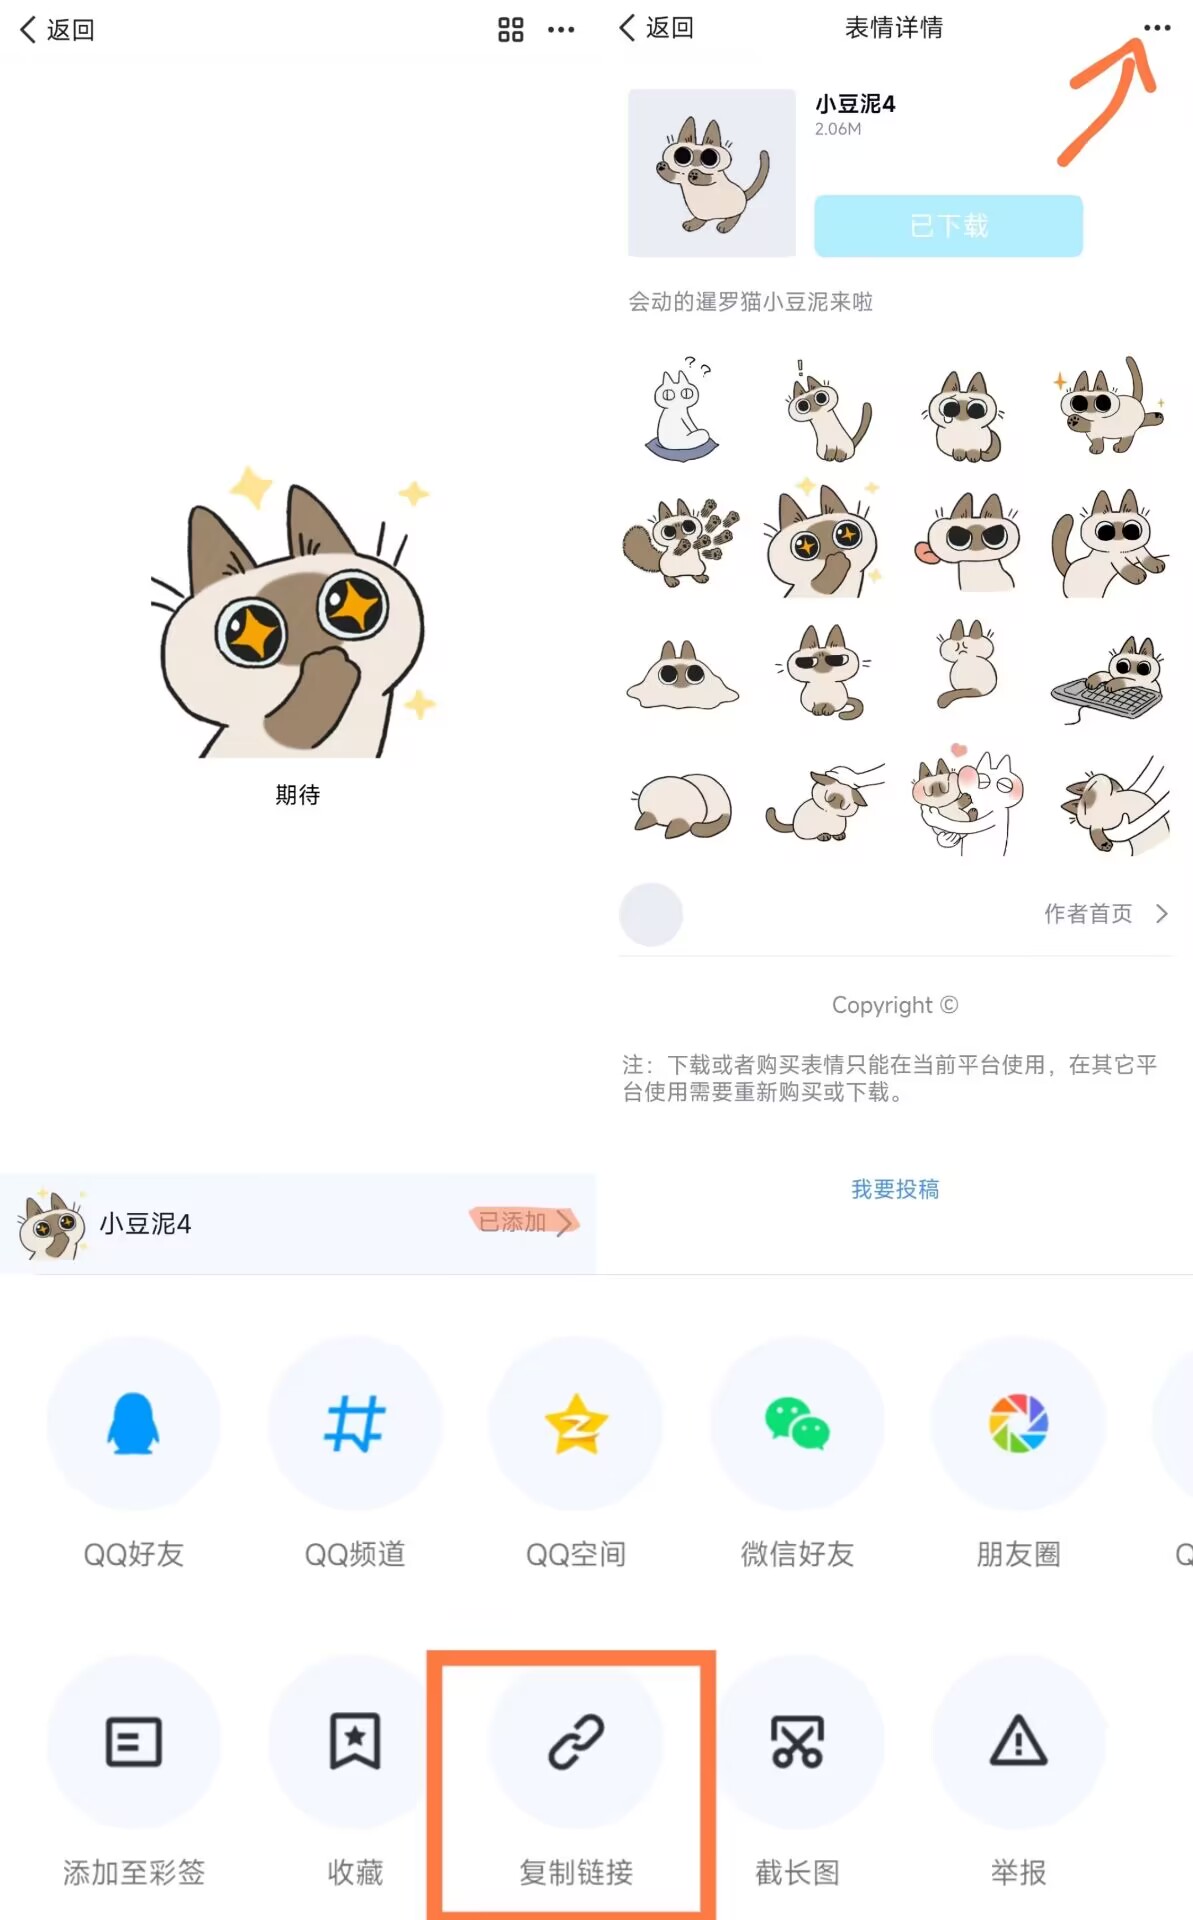 返回
期待
小豆泥4
已添加
返回
表情详情
小豆泥4
2.06M
已下载
会动的暹罗猫小豆泥来啦
? ?
!
作者首页
Copyright ©
注：下载或者购买表情只能在当前平台使用，在其它平
台使用需要重新购买或下载。
我要投稿
QQ好友
QQ频道
QQ空间
微信好友
朋友圈
Q
添加至彩签
收藏
复制链接
截长图
举报